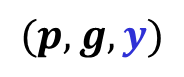 (p, g, y)